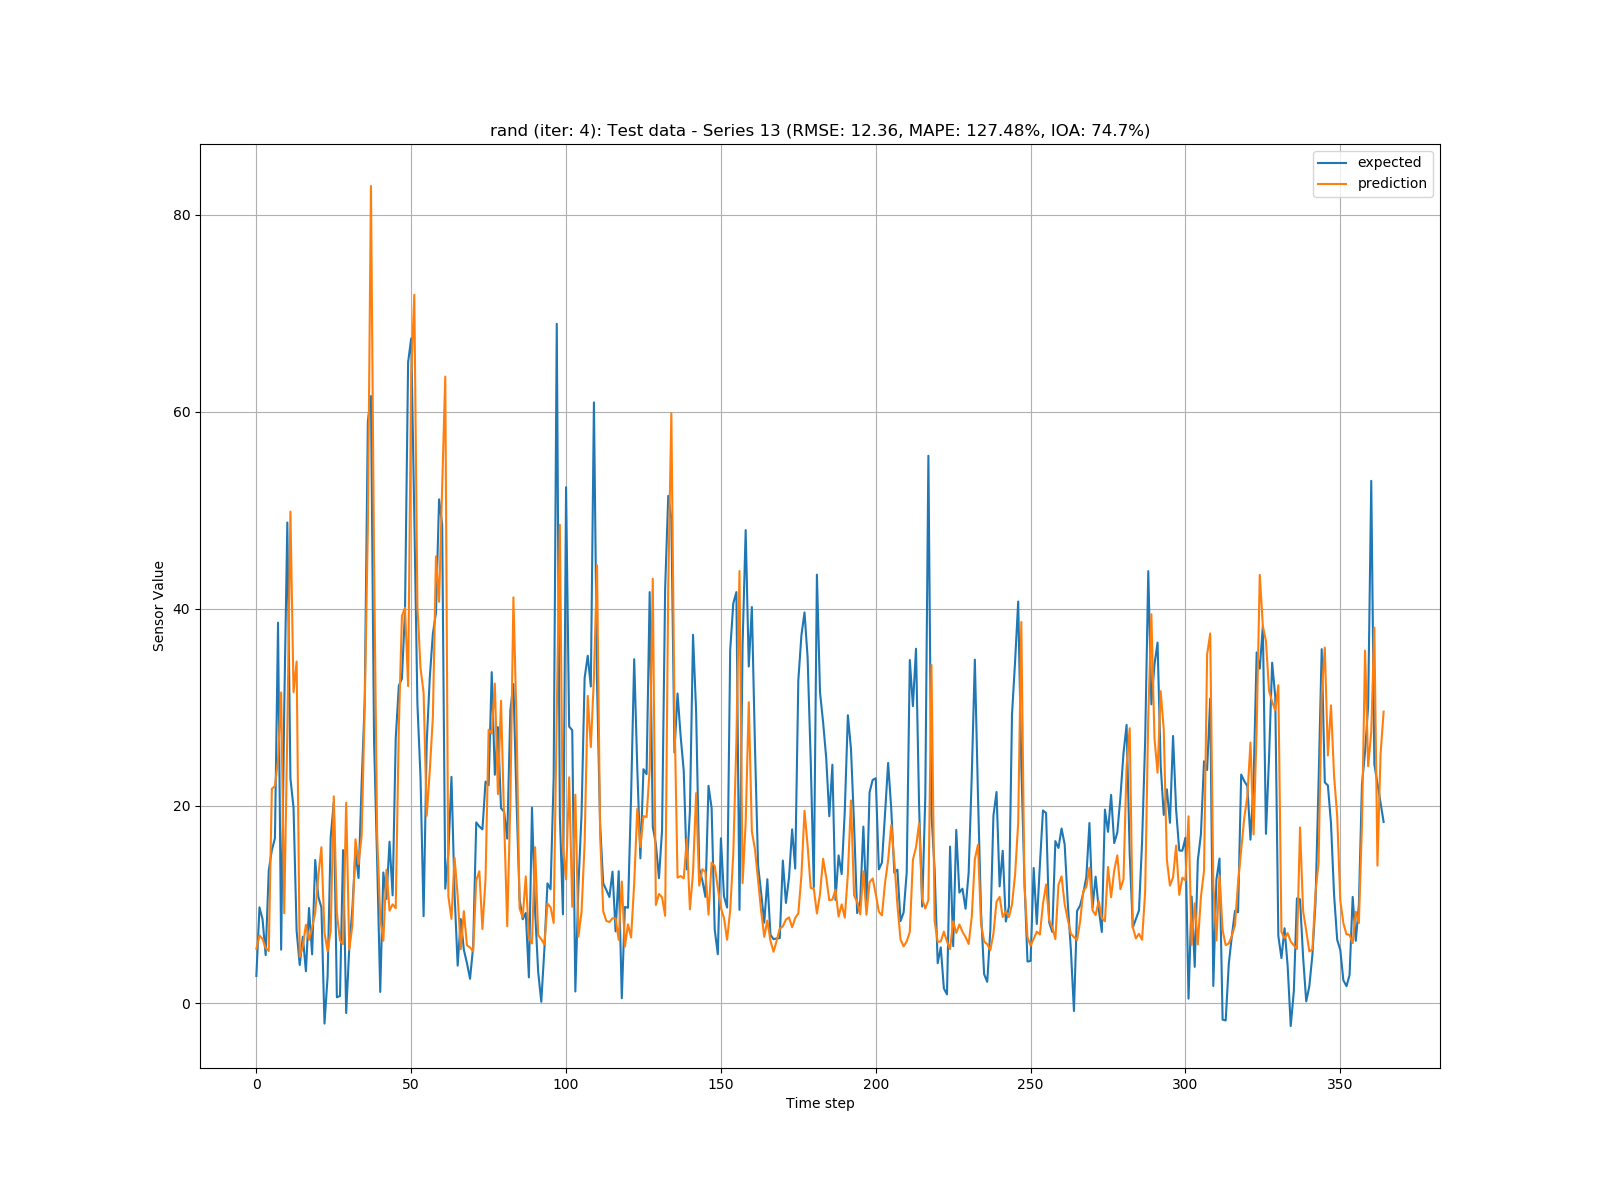 rand (iter: 4): Test data - Series 13 (RMSE: 12.36, MAPE: 127.48%, IOA: 74.7%)
expected
prediction
80
60
40
20
0
Sensor Value
0 50 100 150 200 250 300 350
Time step